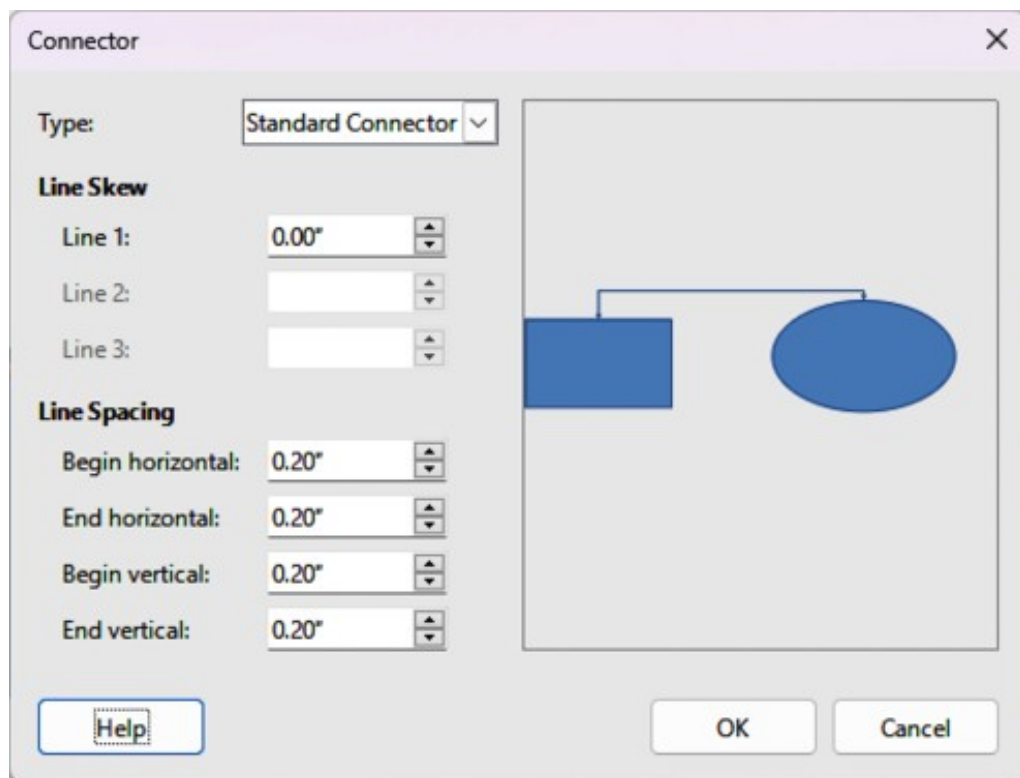 Connector
Type: Standard Connector
Line Skew
Line 1: 0.00″
Line 2:
Line 3:
Line Spacing
Begin horizontal: 0.20″
End horizontal: 0.20″
Begin vertical: 0.20″
End vertical: 0.20″
Help OK Cancel